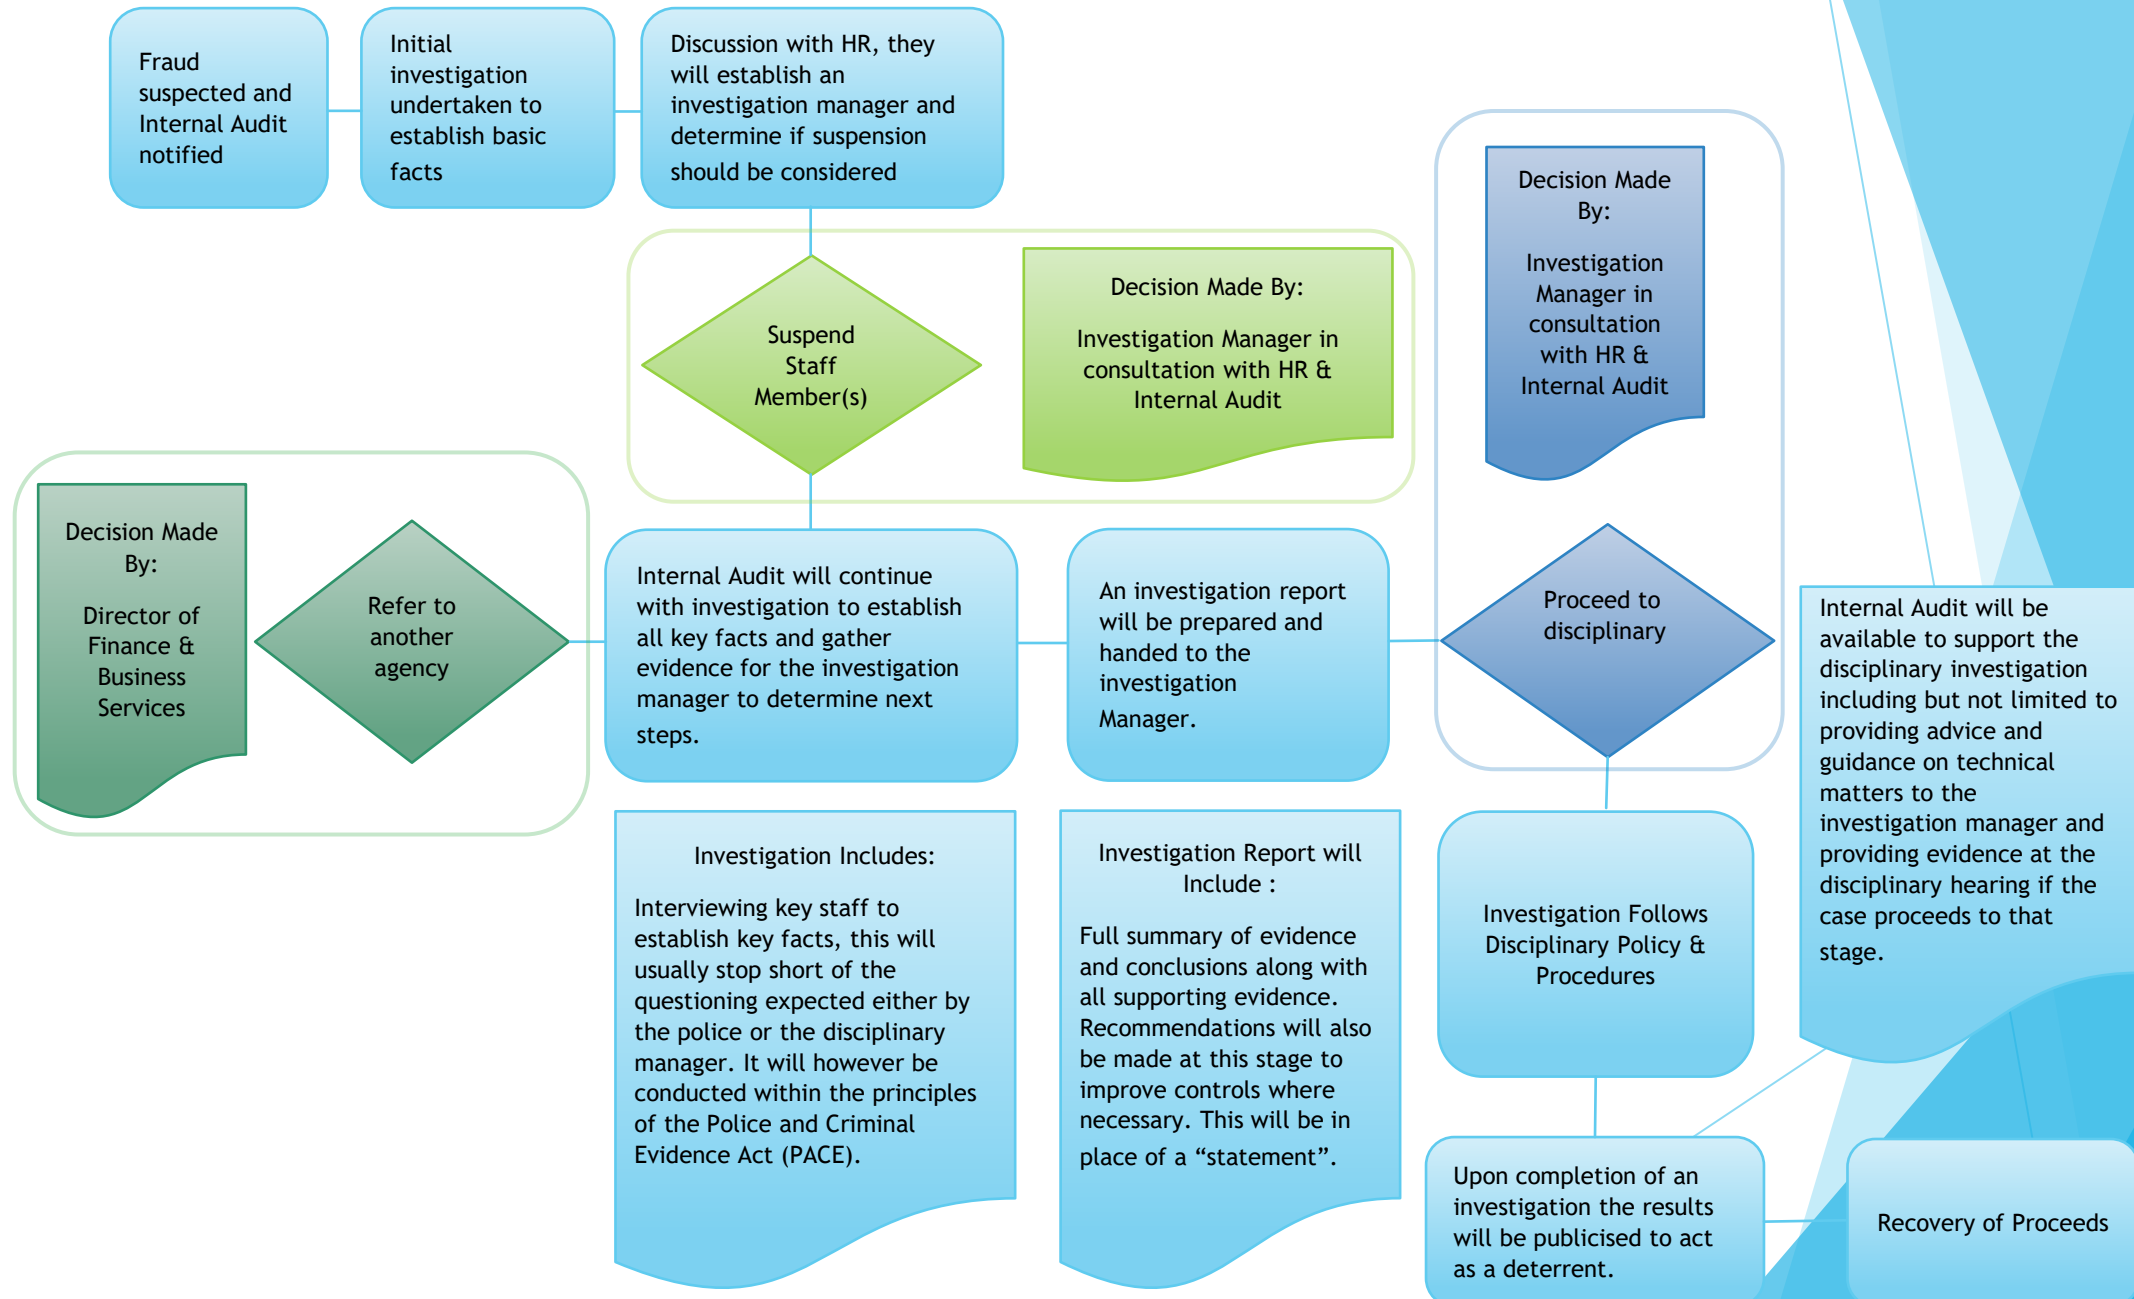 Fraud
suspected and
Internal Audit
notified
Initial
investigation
undertaken to
establish basic
facts
Discussion with HR, they
will establish an
investigation manager and
determine if suspension
should be considered
Suspend
Staff
Member(s)
Decision Made By:
Investigation Manager in
consultation with HR &
Internal Audit
Decision Made
By:
Investigation
Manager in
consultation
with HR &
Internal Audit
Decision Made
By:
Director of
Finance &
Business
Services
Refer to
another
agency
Internal Audit will continue
with investigation to establish
all key facts and gather
evidence for the investigation
manager to determine next
steps.
An investigation report
will be prepared and
handed to the
investigation
Manager.
Proceed to
disciplinary
Internal Audit will be
available to support the
disciplinary investigation
including but not limited to
providing advice and
guidance on technical
matters to the
investigation manager and
providing evidence at the
disciplinary hearing if the
case proceeds to that
stage.
Investigation Includes:
Interviewing key staff to
establish key facts, this will
usually stop short of the
questioning expected either by
the police or the disciplinary
manager. It will however be
conducted within the principles
of the Police and Criminal
Evidence Act (PACE).
Investigation Report will
Include :
Full summary of evidence
and conclusions along with
all supporting evidence.
Recommendations will also
be made at this stage to
improve controls where
necessary. This will be in
place of a “statement”.
Investigation Follows
Disciplinary Policy &
Procedures
Upon completion of an
investigation the results
will be publicised to act
as a deterrent.
Recovery of Proceeds